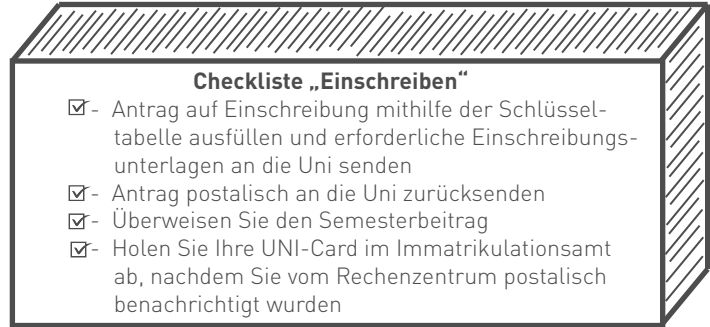 Checkliste „Einschreiben“
☑- Antrag auf Einschreibung mithilfe der Schlüssel-
tabelle ausfüllen und erforderliche Einschreibungs-
unterlagen an die Uni senden
☑- Antrag postalisch an die Uni zurücksenden
☑- Überweisen Sie den Semesterbeitrag
☑- Holen Sie Ihre UNI-Card im Immatrikulationsamt
ab, nachdem Sie vom Rechenzentrum postalisch
benachrichtigt wurden